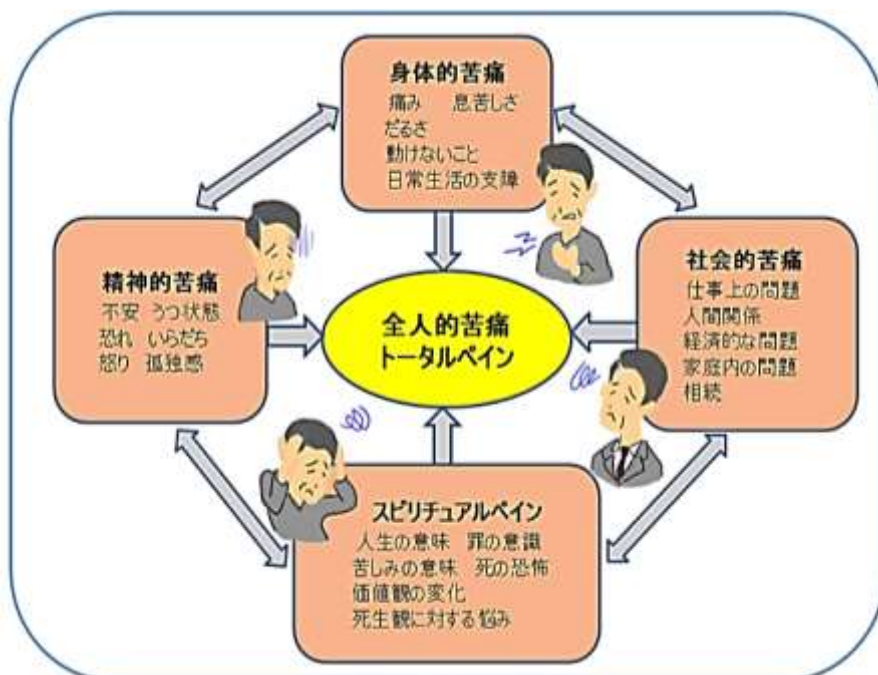 身体的苦痛
痛み 息苦しさ
だるさ
動けないこと
日常生活の支障
精神的苦痛
不安 うつ状態
恐れ いらだち
怒り 孤独感
全人的苦痛
トータルペイン
社会的苦痛
仕事上の問題
人間関係
経済的な問題
家庭内の問題
相続
スピリチュアルペイン
人生の意味 罪の意識
苦しみの意味 死の恐怖
価値観の変化
死生観に対する悩み